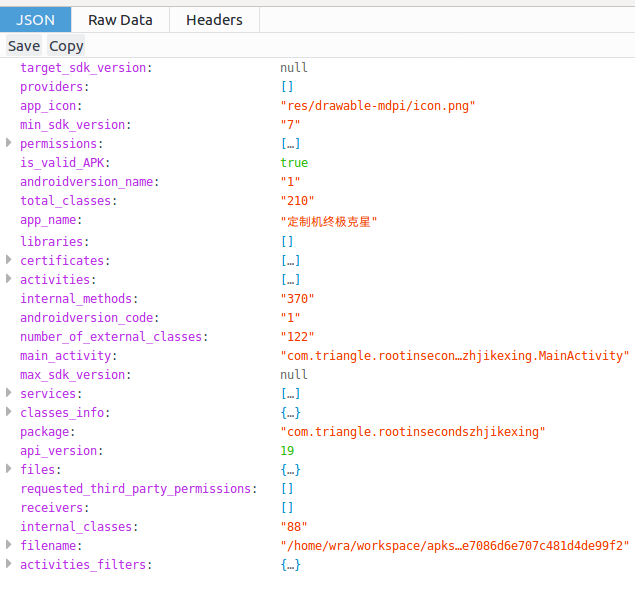 JSON Raw Data Headers
Save Copy
target_sdk_version: null
providers: []
app_icon: "res/drawable-mdpi/icon.png"
min_sdk_version: "7"
permissions: […]
is_valid_APK: true
androidversion_name: "1"
total_classes: "210"
app_name: "定制机终极克星"
libraries: []
certificates: […]
activities: […]
internal_methods: "370"
androidversion_code: "1"
number_of_external_classes: "122"
main_activity: "com.triangle.rootinsecon…zhjikexing.MainActivity"
max_sdk_version: null
services: […]
classes_info: {…}
package: "com.triangle.rootinsecondszhjikexing"
api_version: 19
files: {…}
requested_third_party_permissions: []
receivers: []
internal_classes: "88"
filename: "/home/wra/workspace/apks…e7086d6e707c481d4de99f2"
activities_filters: {…}